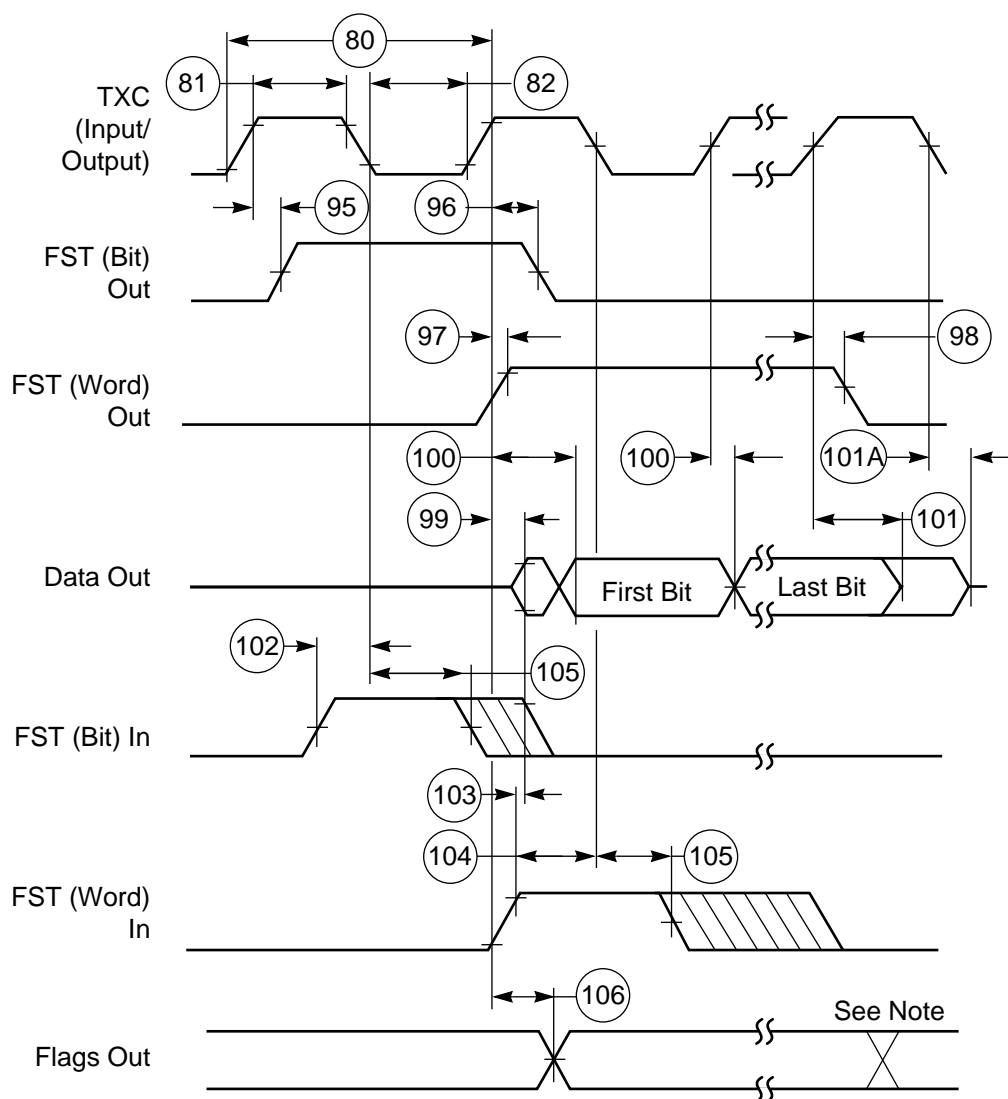 80
81
82
TXC
(Input/
Output)
95
96
FST (Bit)
Out
97
98
FST (Word)
Out
100
100
101A
99
101
Data Out
First Bit
Last Bit
102
105
FST (Bit) In
103
104
105
FST (Word)
In
106
See Note
Flags Out